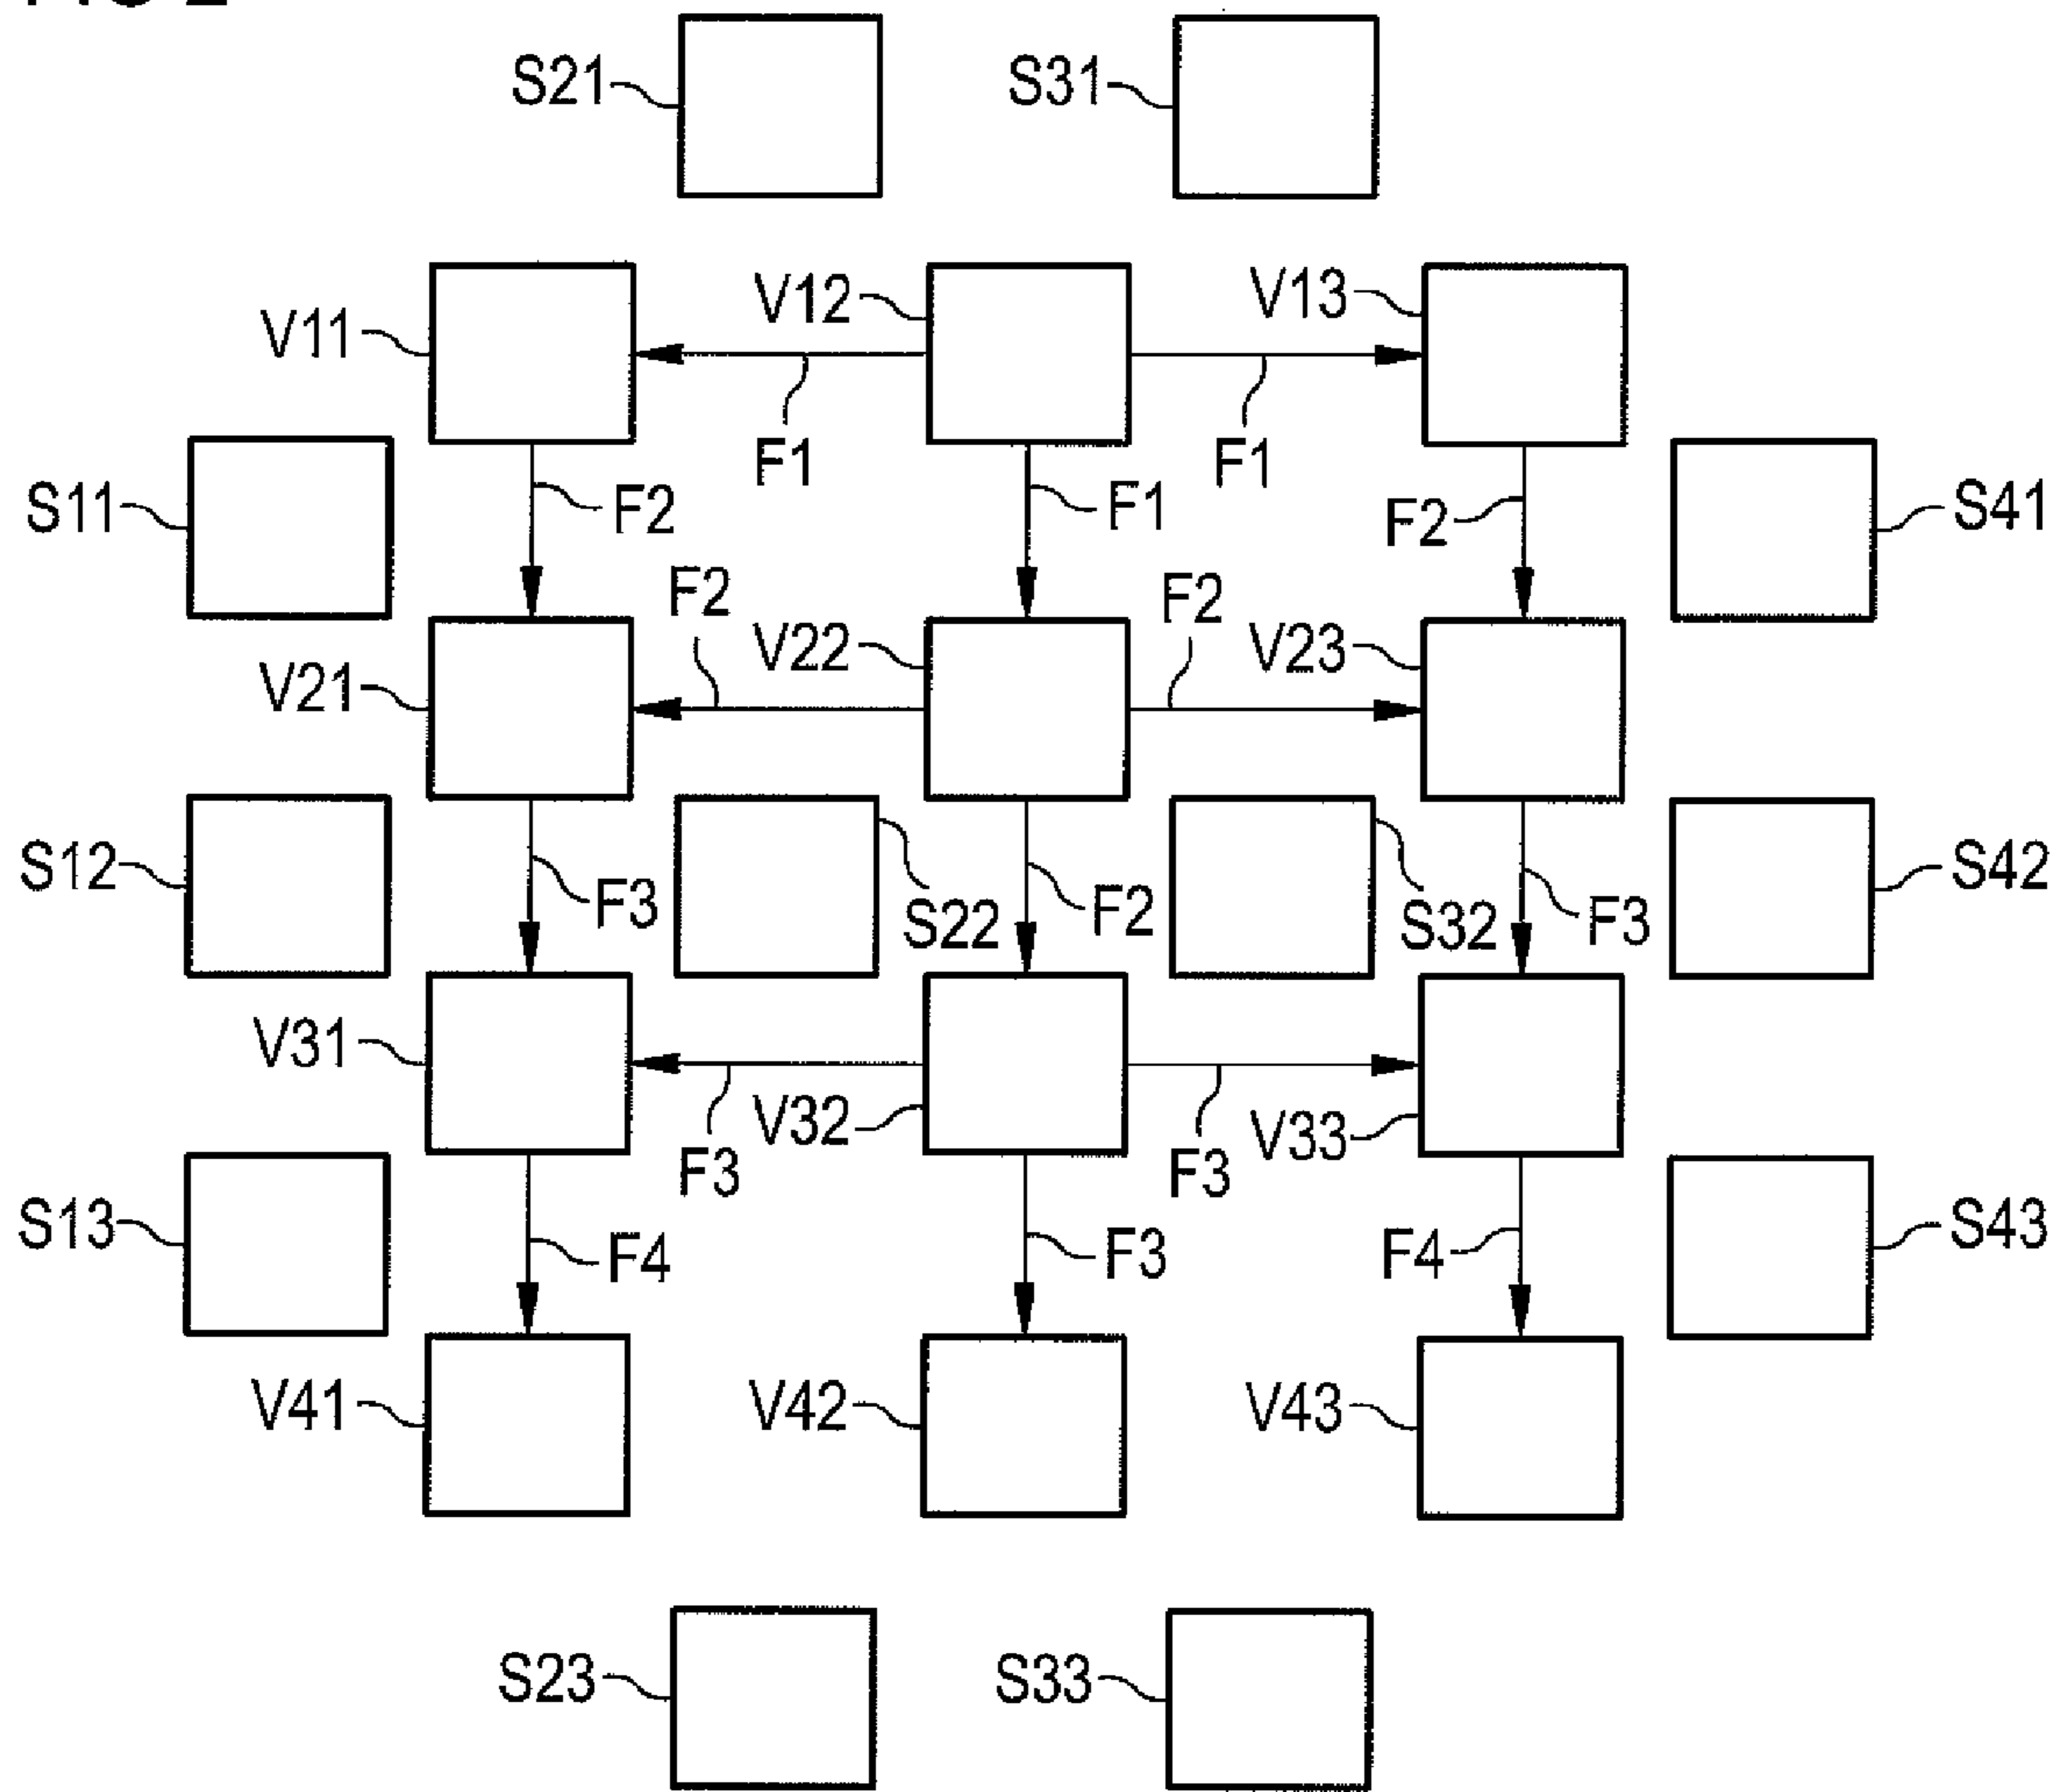 S21 S31
V11 V12 V13
F1 F1
S11 F2 F1 F2 S41
F2 F2
V21 V22 V23
S12 F3 S22 F2 S32 F3 S42
V31 V32 V33
F3 F3
S13 F4 F3 F4 S43
V41 V42 V43
S23 S33